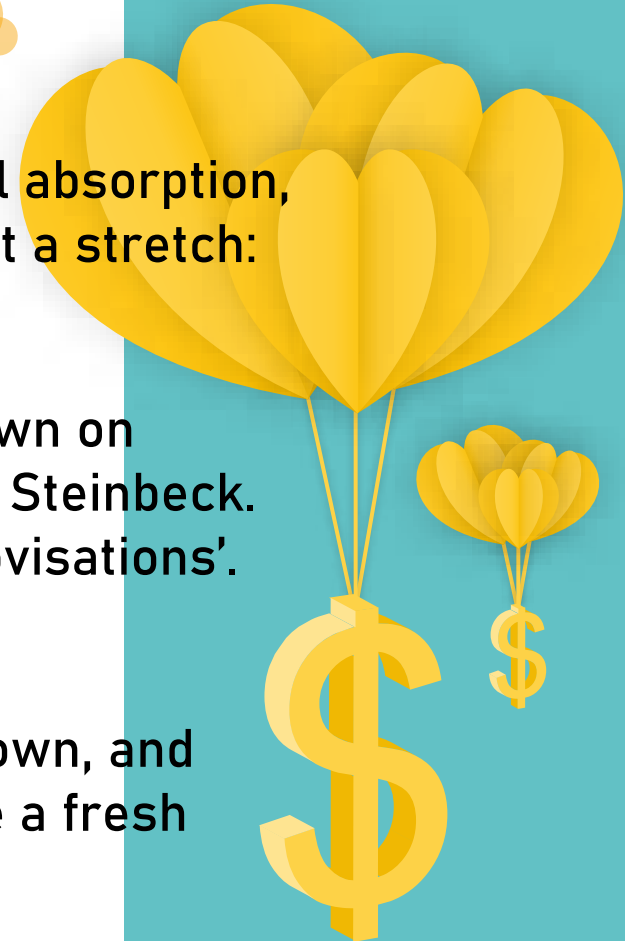 absorption,
t a stretch:
wn on
Steinbeck.
ovisations’.
own, and
a fresh